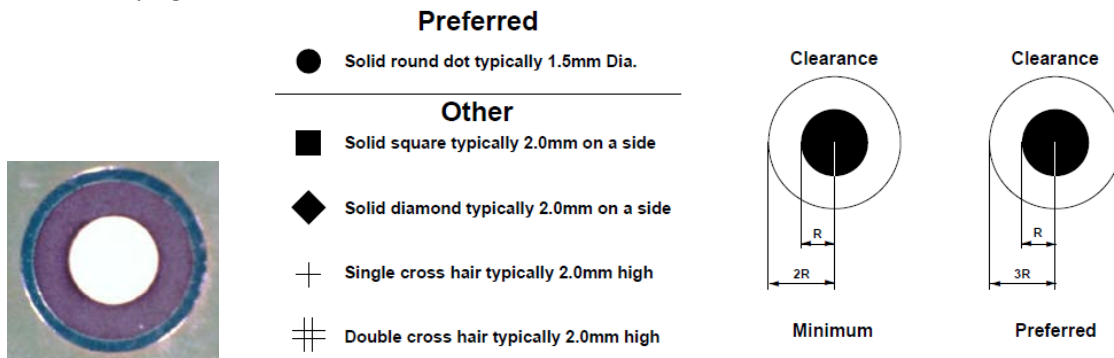 Preferred
Solid round dot typically 1.5mm Dia.
Other
Solid square typically 2.0mm on a side
Solid diamond typically 2.0mm on a side
Single cross hair typically 2.0mm high
Double cross hair typically 2.0mm high
Clearance
R
2R
Minimum
Clearance
R
3R
Preferred